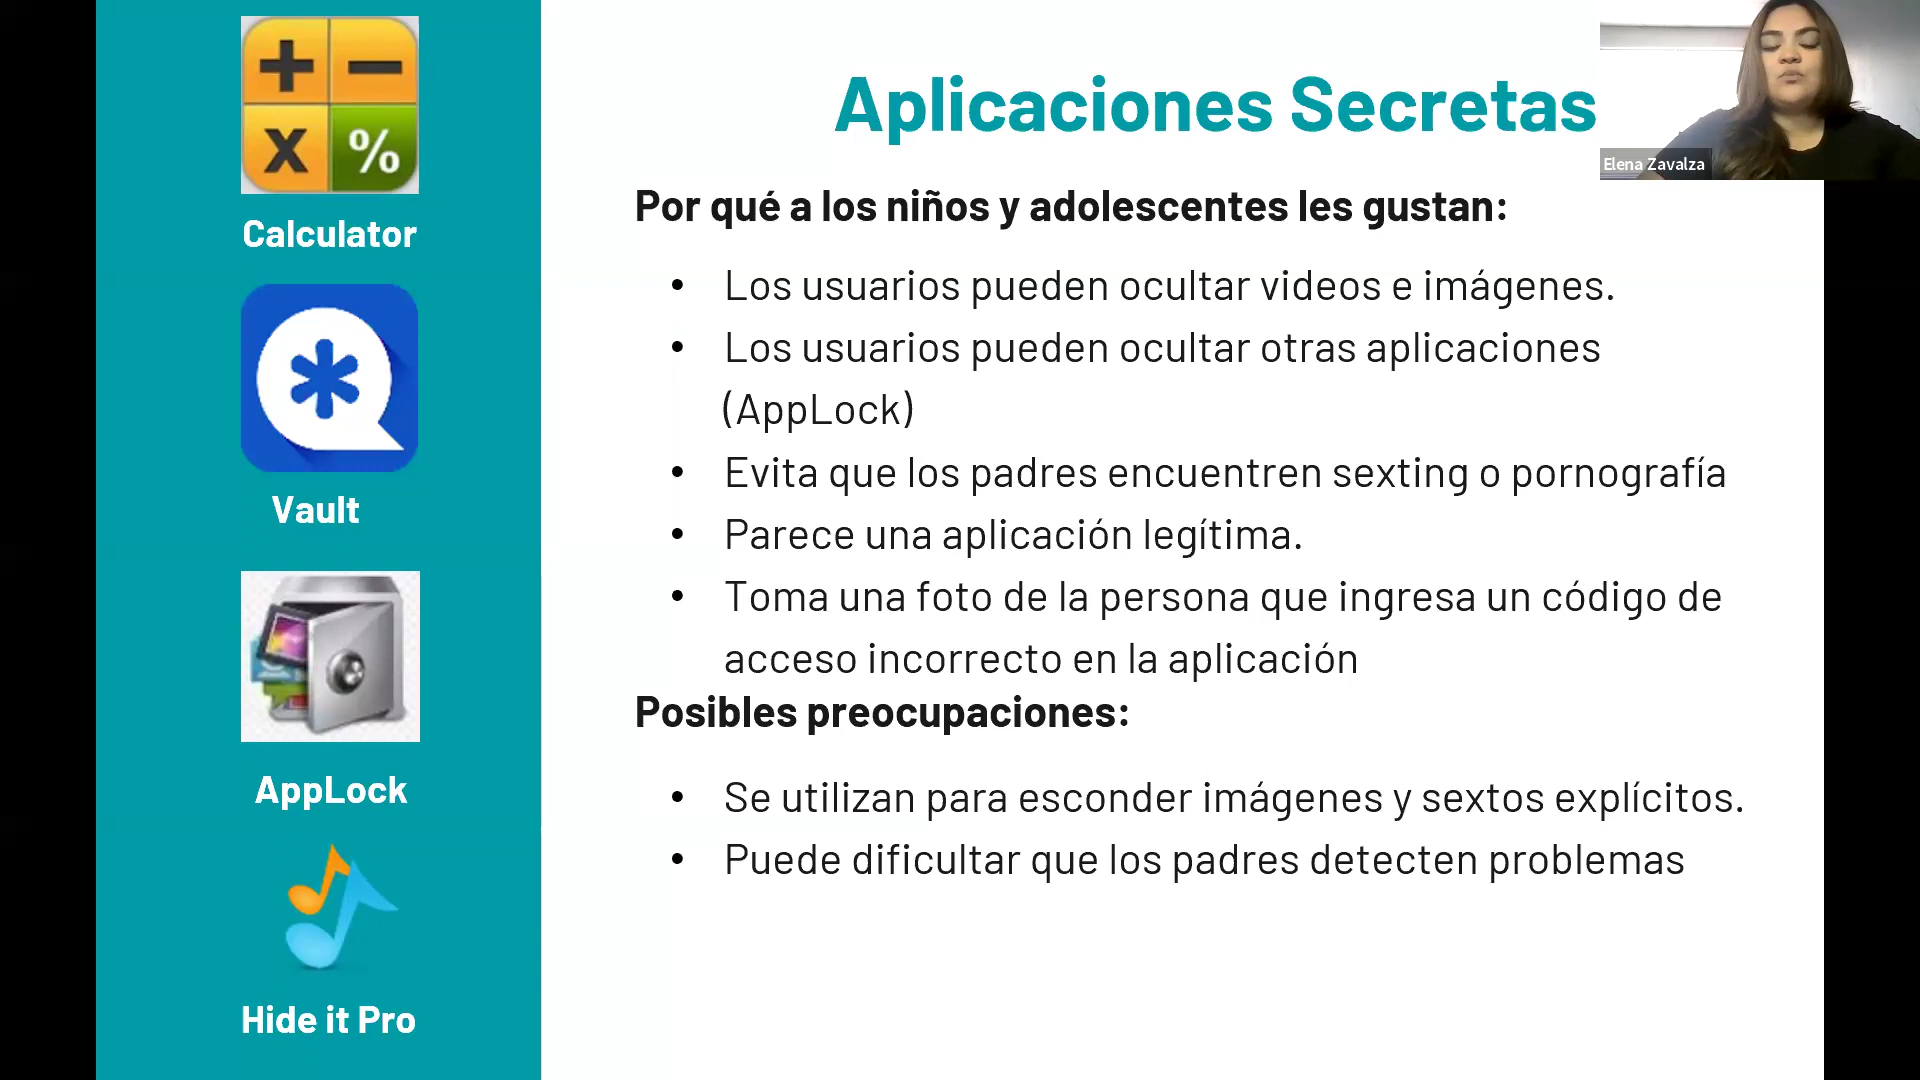 Calculator
Vault
AppLock
Hide it Pro
Aplicaciones Secretas
Elena Zavalza
Por qué a los niños y adolescentes les gustan:
• Los usuarios pueden ocultar videos e imágenes.
• Los usuarios pueden ocultar otras aplicaciones
(AppLock)
• Evita que los padres encuentren sexting o pornografía
• Parece una aplicación legítima.
• Toma una foto de la persona que ingresa un código de
acceso incorrecto en la aplicación
Posibles preocupaciones:
• Se utilizan para esconder imágenes y sextos explícitos.
• Puede dificultar que los padres detecten problemas